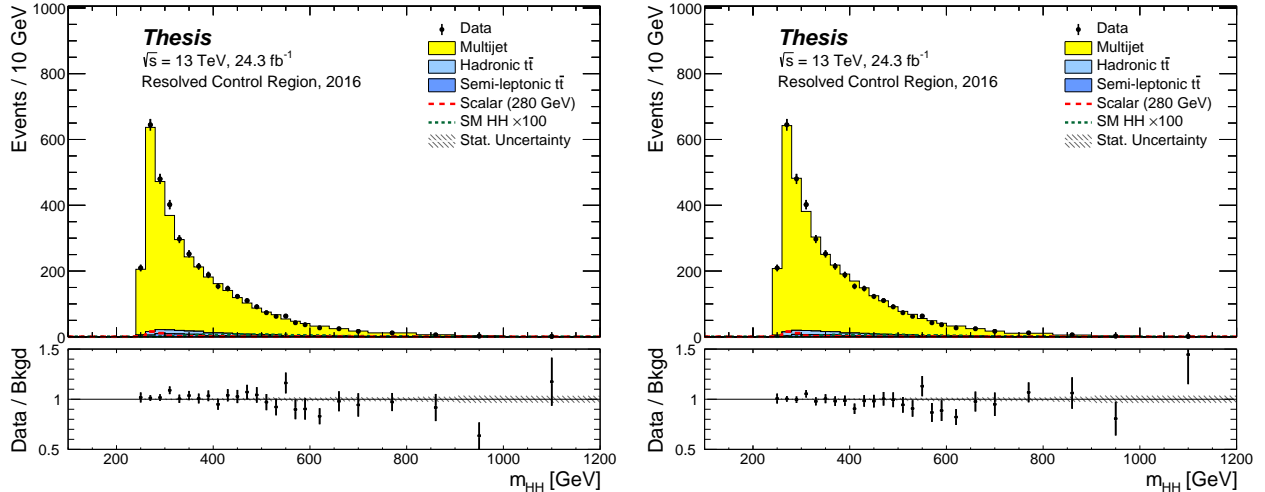 Events / 10 GeV
1000
800
600
400
200
0
Thesis
√s = 13 TeV, 24.3 fb⁻¹
Resolved Control Region, 2016
Data
Multijet
Hadronic tt̄
Semi-leptonic tt̄
Scalar (280 GeV)
SM HH ×100
Stat. Uncertainty
Data / Bkgd
1.5
1
0.5
200 400 600 800 1000 1200
m_HH [GeV]
Events / 10 GeV
1000
800
600
400
200
0
Thesis
√s = 13 TeV, 24.3 fb⁻¹
Resolved Control Region, 2016
Data
Multijet
Hadronic tt̄
Semi-leptonic tt̄
Scalar (280 GeV)
SM HH ×100
Stat. Uncertainty
Data / Bkgd
1.5
1
0.5
200 400 600 800 1000 1200
m_HH [GeV]